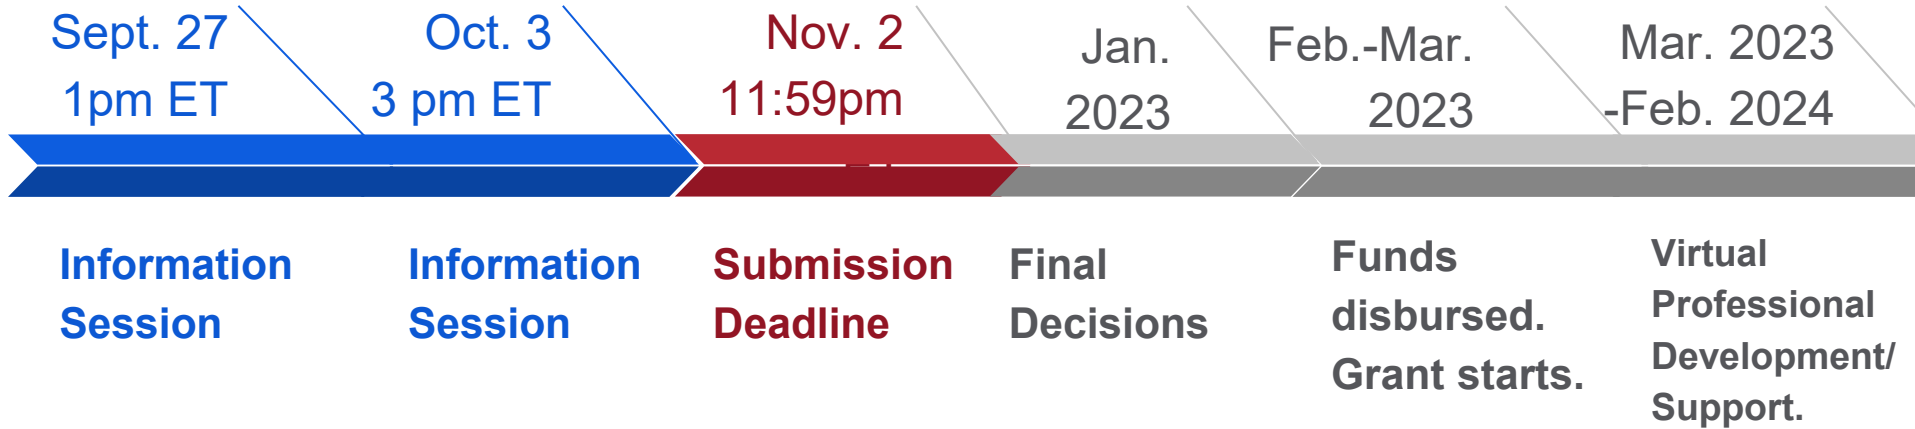 Sept. 27
1pm ET
Oct. 3
3 pm ET
Nov. 2
11:59pm
Jan.
2023
Feb.-Mar.
2023
Mar. 2023
-Feb. 2024
Information
Session
Information
Session
Submission
Deadline
Final
Decisions
Funds
disbursed.
Grant starts.
Virtual
Professional
Development/
Support.